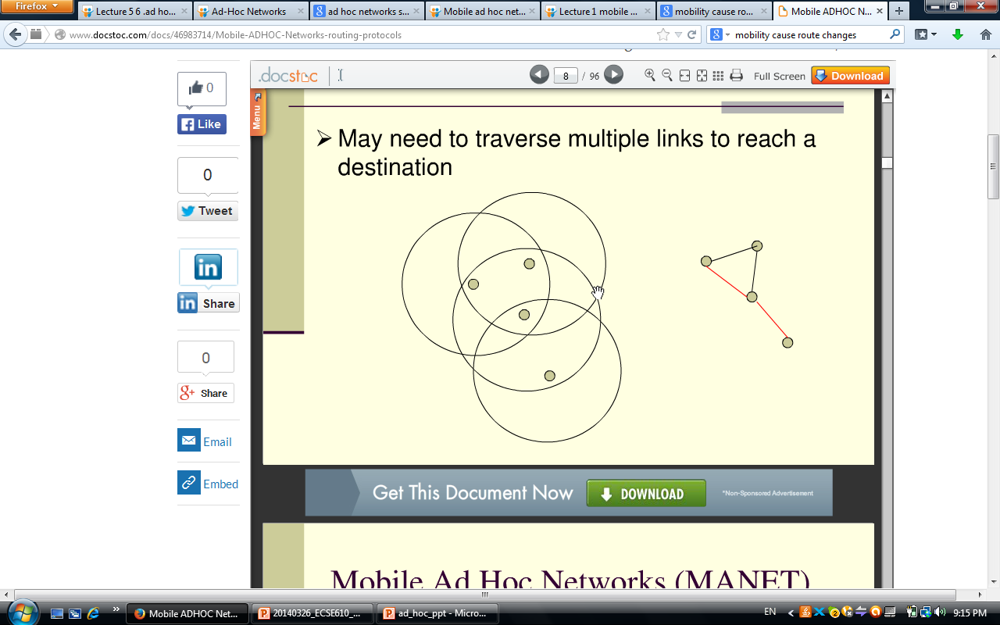 Firefox
Lecture 5 6 .ad ho...
Ad-Hoc Networks
ad hoc networks s...
Mobile ad hoc net...
Lecture 1 mobile ...
mobility cause ro...
Mobile ADHOC N...
www.docstoc.com/docs/46983714/Mobile-ADHOC-Networks-routing-protocols
mobility cause route changes
.docstoc
8 / 96
Full Screen
Download
Menu
0
Like
0
Tweet
in
in Share
0
g+ Share
Email
Embed
May need to traverse multiple links to reach a
destination
Get This Document Now
DOWNLOAD
*Non-Sponsored Advertisement
Mobile Ad Hoc Networks (MANET)
Mobile ADHOC Net...
20140326_ECSE610_...
ad_hoc_ppt - Micro...
EN
9:15 PM